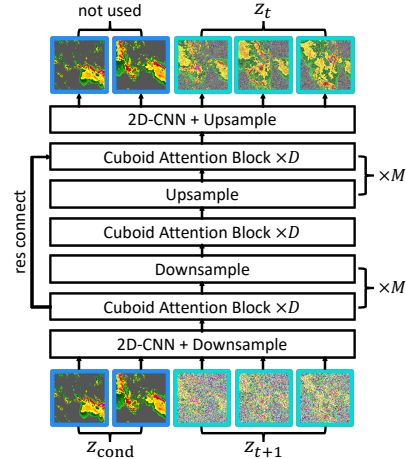 not used
z_t
2D-CNN + Upsample
Cuboid Attention Block ×D
Upsample
×M
Cuboid Attention Block ×D
res connect
Downsample
Cuboid Attention Block ×D
×M
2D-CNN + Downsample
z_cond
z_{t+1}